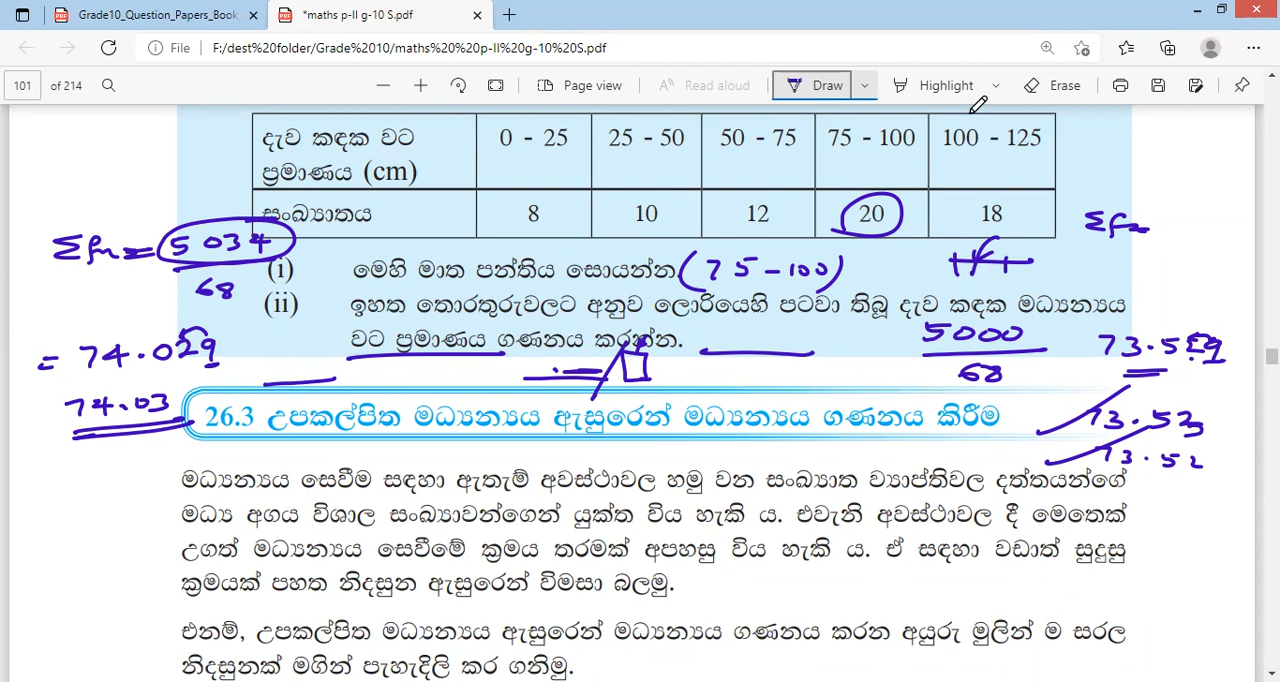 Grade10_Question_Papers_Book
*maths p-II g-10 S.pdf
File
F:/dest%20folder/Grade%2010/maths%20%20p-II%20g-10%20S.pdf
101 of 214
Page view
Read aloud
Draw
Highlight
Erase
දැව කඳක වට ප්‍රමාණය (cm) 0 - 25 25 - 50 50 - 75 75 - 100 100 - 125
සංඛ්‍යාතය 8 10 12 20 18
Σfx = 5034
68
Σfx
(i) මෙහි මාත පන්තිය සොයන්න. (75-100)
(ii) ඉහත තොරතුරුවලට අනුව ලොරියෙහි පටවා තිබූ දැව කඳක මධ්‍යන්‍යය
වට ප්‍රමාණය ගණනය කරන්න.
5000
68
= 74.029
74.03
73.529
73.53
73.52
26.3 උපකල්පිත මධ්‍යන්‍යය ඇසුරෙන් මධ්‍යන්‍යය ගණනය කිරීම
මධ්‍යන්‍යය සෙවීම සඳහා ඇතැම් අවස්ථාවල හමු වන සංඛ්‍යාත ව්‍යාප්තිවල දත්තයන්ගේ
මධ්‍ය අගය විශාල සංඛ්‍යාවන්ගෙන් යුක්ත විය හැකි ය. එවැනි අවස්ථාවල දී මෙතෙක්
උගත් මධ්‍යන්‍යය සෙවීමේ ක්‍රමය තරමක් අපහසු විය හැකි ය. ඒ සඳහා වඩාත් සුදුසු
ක්‍රමයක් පහත නිදසුන ඇසුරෙන් විමසා බලමු.
එනම්, උපකල්පිත මධ්‍යන්‍යය ඇසුරෙන් මධ්‍යන්‍යය ගණනය කරන අයුරු මුලින් ම සරල
නිදසුනක් මගින් පැහැදිලි කර ගනිමු.